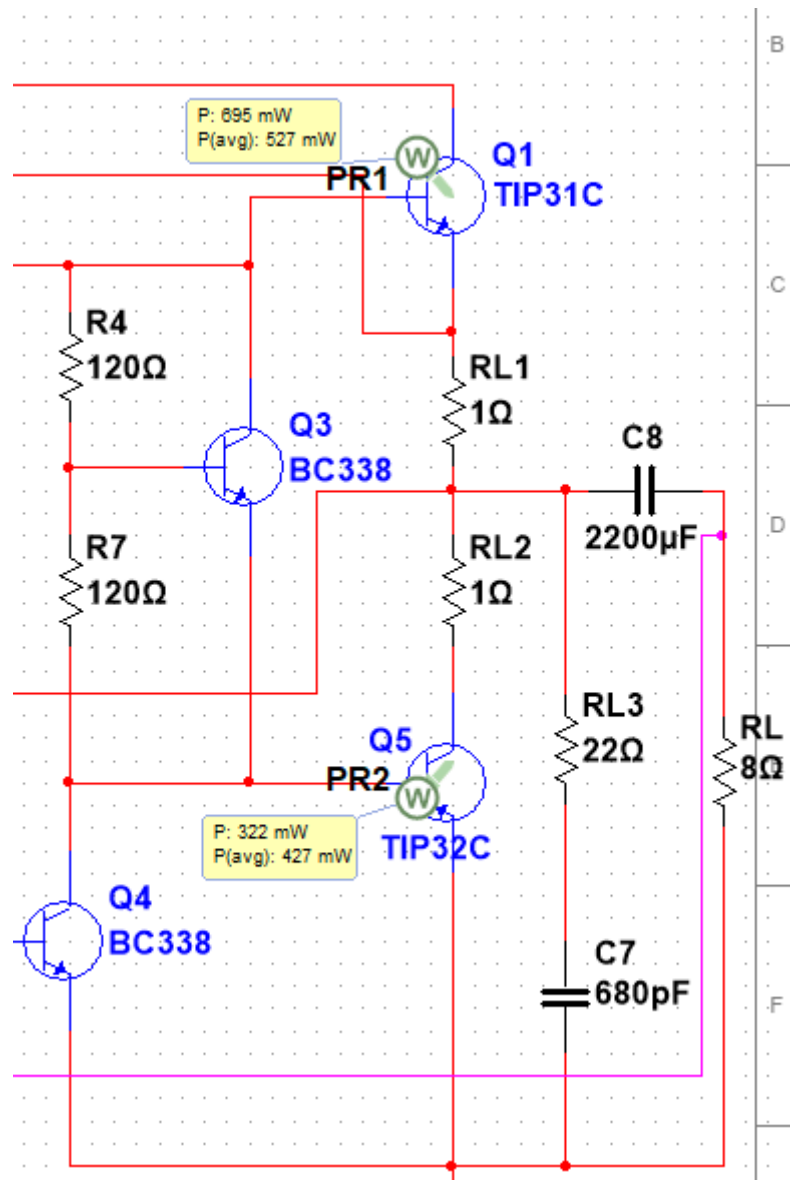 B
P: 695 mW
P(avg): 527 mW
W
PR1
Q1
TIP31C
C
R4
120Ω
RL1
1Ω
Q3
BC338
C8
2200µF
D
R7
120Ω
RL2
1Ω
Q5
PR2
W
TIP32C
P: 322 mW
P(avg): 427 mW
RL3
22Ω
RL
8Ω
Q4
BC338
C7
680pF
F